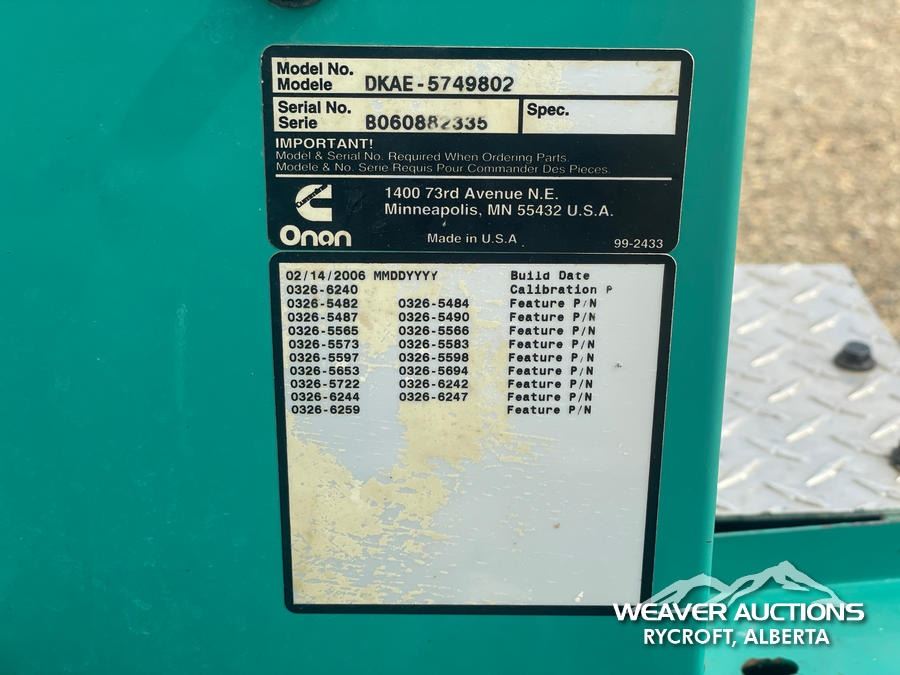 Model No.
Modele DKAE-5749802
Serial No. Spec.
Serie B060882335
IMPORTANT!
Model & Serial No. Required When Ordering Parts.
Modele & No. Serie Requis Pour Commander Des Pieces.
Cummins
Onan
1400 73rd Avenue N.E.
Minneapolis, MN 55432 U.S.A.
Made in U.S.A
99-2433
02/14/2006 MMDDYYYY Build Date
0326-6240 Calibration P
0326-5482 0326-5484 Feature P/N
0326-5487 0326-5490 Feature P/N
0326-5565 0326-5566 Feature P/N
0326-5573 0326-5583 Feature P/N
0326-5597 0326-5598 Feature P/N
0326-5653 0326-5694 Feature P/N
0326-5722 0326-6242 Feature P/N
0326-6244 0326-6247 Feature P/N
0326-6259 Feature P/N
WEAVER AUCTIONS
RYCROFT, ALBERTA